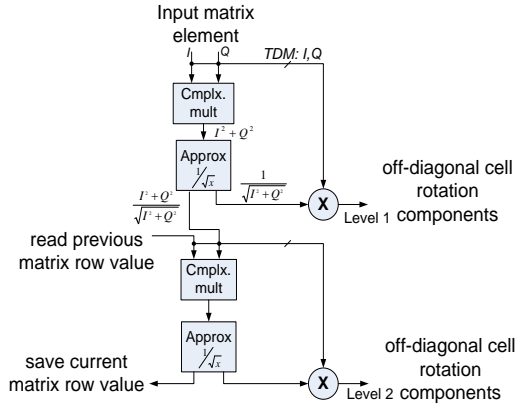 Input matrix
element
I Q
TDM: I,Q
Cmplx.
mult
I² + Q²
Approx
1/√x
I² + Q²
√(I² + Q²)
1
√(I² + Q²)
X
Level 1
off-diagonal cell
rotation
components
read previous
matrix row value
Cmplx.
mult
Approx
1/√x
save current
matrix row value
X
Level 2
off-diagonal cell
rotation
components